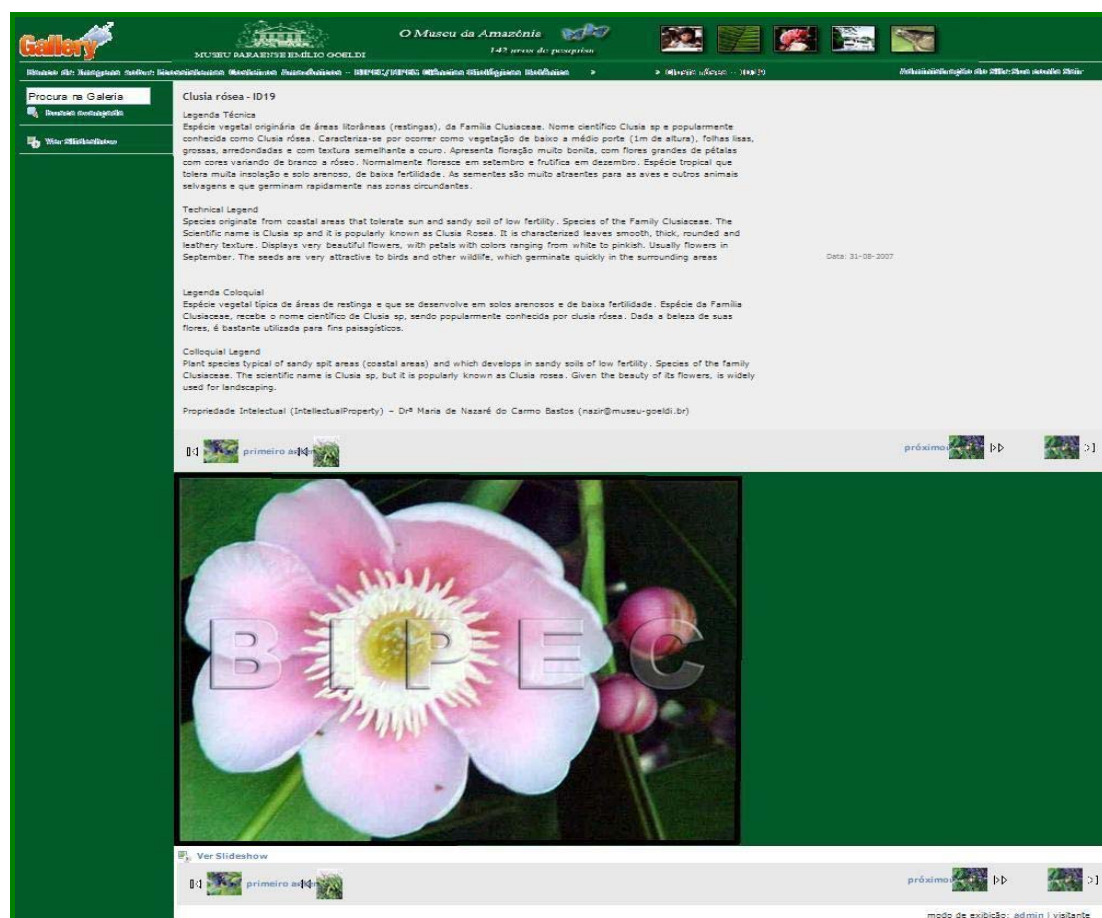 Gallery
MUSEU PARAENSE EMÍLIO GOELDI
O Museu da Amazônia
142 anos de pesquisa
> Clusia rósea - ID19
Procura na Galeria
Busca avançada
Ver Slideshow
Clusia rósea - ID19
Legenda Técnica
Espécie vegetal originária de áreas litorâneas (restingas), da Família Clusiaceae. Nome científico Clusia sp e popularmente
conhecida como Clusia rósea. Caracteriza-se por ocorrer como vegetação de baixo a médio porte (1m de altura), folhas lisas,
grossas, arredondadas e com textura semelhante a couro. Apresenta floração muito bonita, com flores grandes de pétalas
com cores variando de branco a róseo. Normalmente floresce em setembro e frutifica em dezembro. Espécie tropical que
tolera muita insolação e solo arenoso, de baixa fertilidade. As sementes são muito atraentes para as aves e outros animais
selvagens e que germinam rapidamente nas zonas circundantes.
Technical Legend
Species originate from coastal areas that tolerate sun and sandy soil of low fertility. Species of the Family Clusiaceae. The
Scientific name is Clusia sp and it is popularly known as Clusia Rosea. It is characterized leaves smooth, thick, rounded and
leathery texture. Displays very beautiful flowers, with petals with colors ranging from white to pinkish. Usually flowers in
September. The seeds are very attractive to birds and other wildlife, which germinate quickly in the surrounding areas
Data: 31-08-2007
Legenda Coloquial
Espécie vegetal típica de áreas de restinga e que se desenvolve em solos arenosos e de baixa fertilidade. Espécie da Família
Clusiaceae, recebe o nome científico de Clusia sp, sendo popularmente conhecida por clusia rósea. Dada a beleza de suas
flores, é bastante utilizada para fins paisagísticos.
Colloquial Legend
Plant species typical of sandy spit areas (coastal areas) and which develops in sandy soils of low fertility. Species of the family
Clusiaceae. The scientific name is Clusia sp, but it is popularly known as Clusia rosea. Given the beauty of its flowers, is widely
used for landscaping.
Propriedade Intelectual (IntellectualProperty) – Drª Maria de Nazaré do Carmo Bastos (nazir@museu-goeldi.br)
primeiro
próximo
BIPEC
Ver Slideshow
primeiro
próximo
modo de exibição: admin | visitante